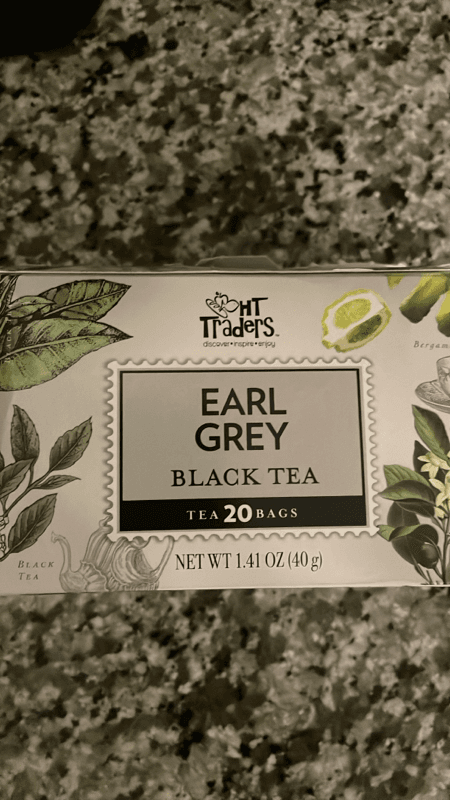 HT
Traders
discover•inspire•enjoy
EARL
GREY
BLACK TEA
TEA 20 BAGS
NET WT 1.41 OZ (40 g)
BLACK
TEA